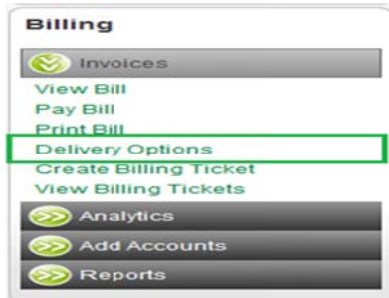 Billing
Invoices
View Bill
Pay Bill
Print Bill
Delivery Options
Create Billing Ticket
View Billing Tickets
Analytics
Add Accounts
Reports